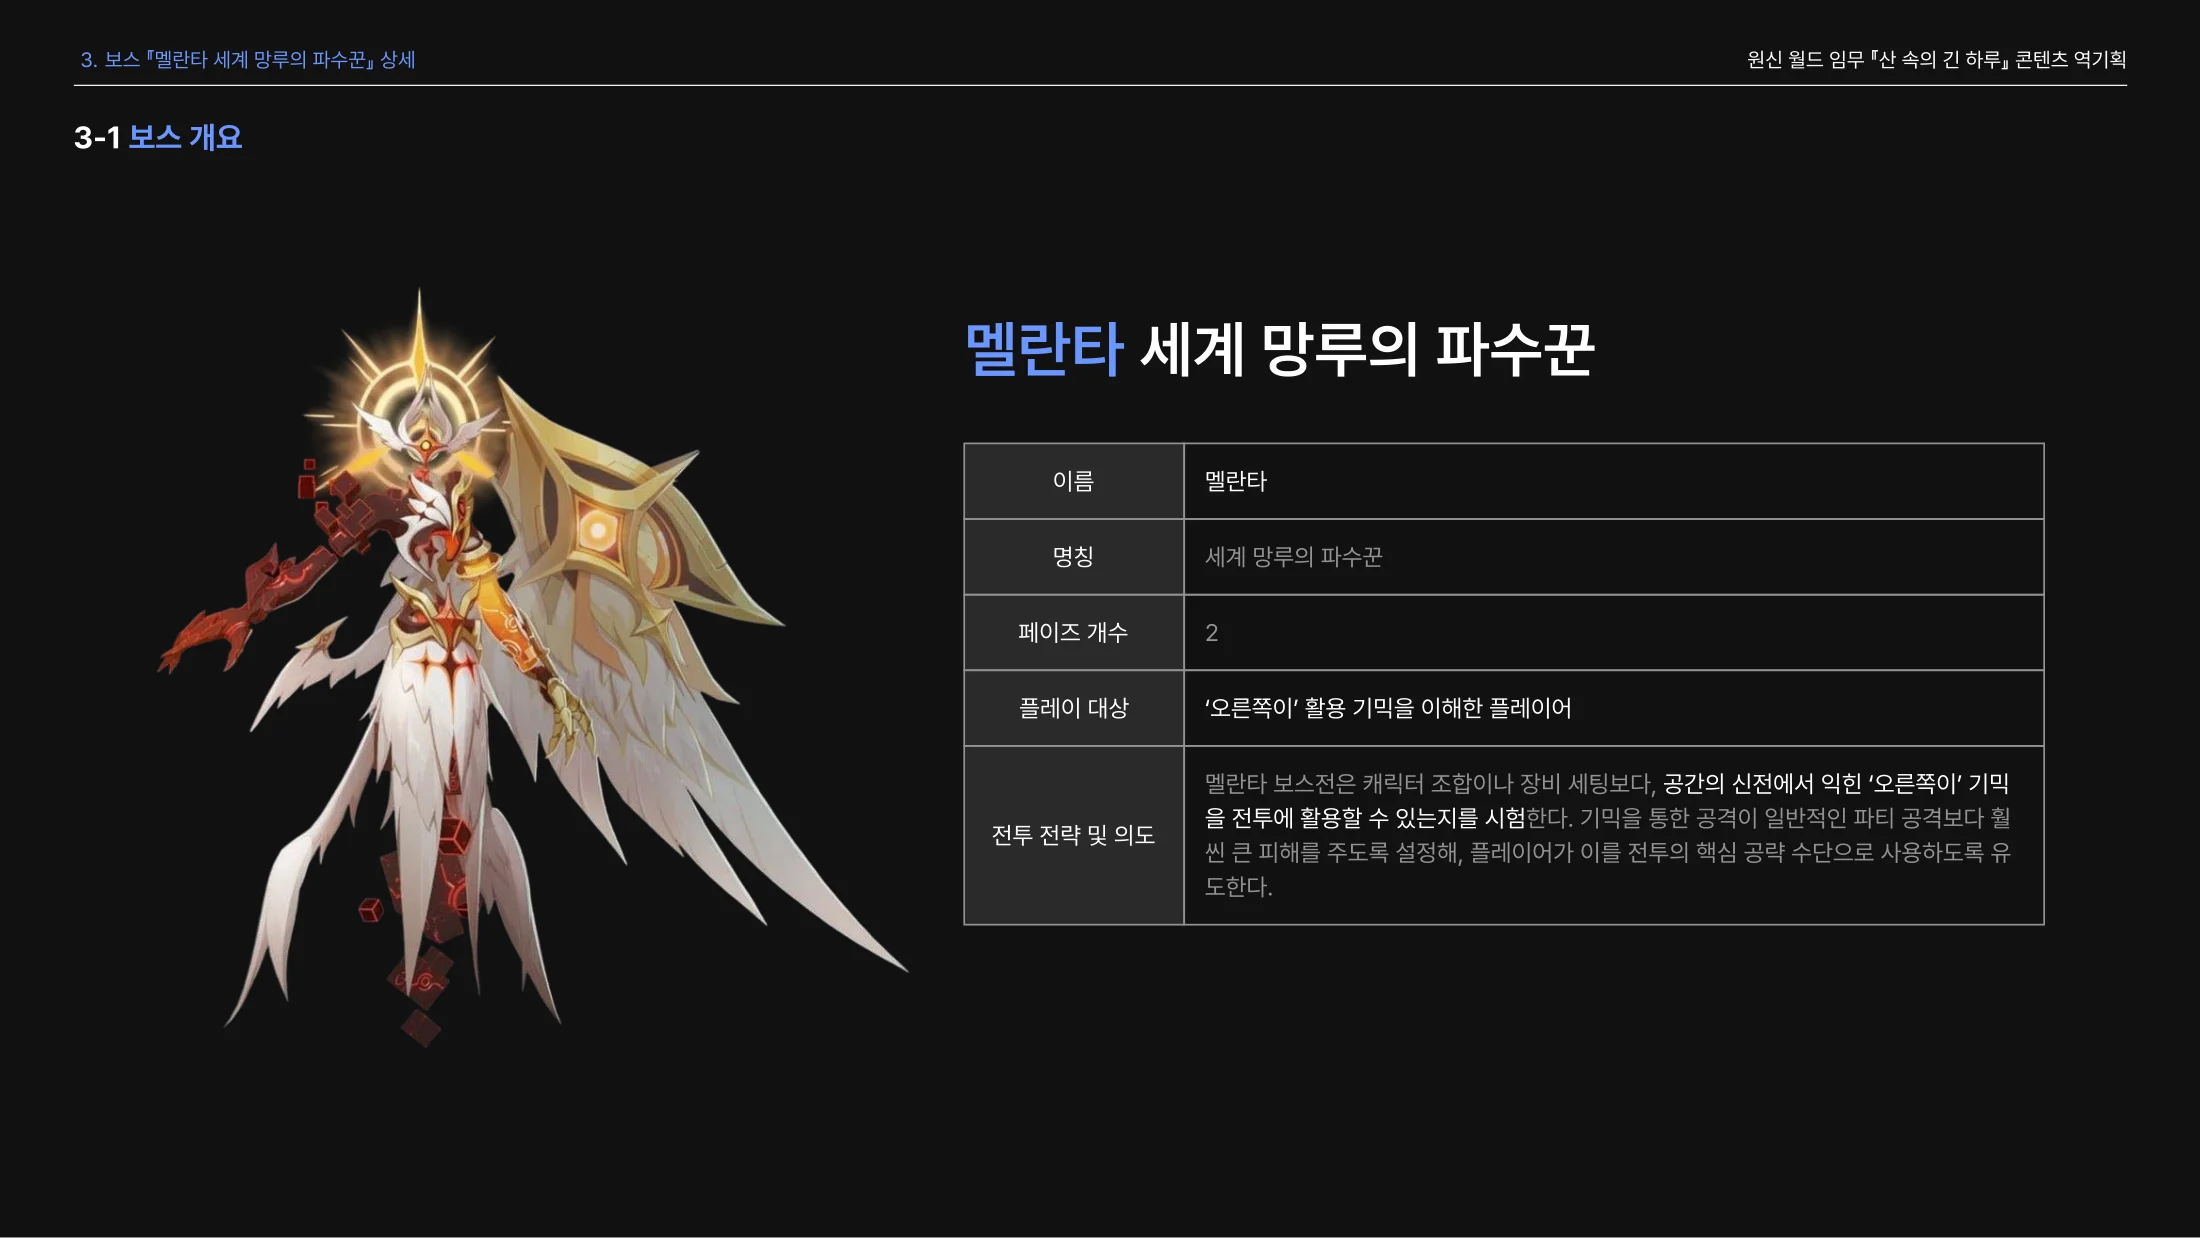 3. 보스 『멜란타 세계 망루의 파수꾼』 상세
원신 월드 임무 『산 속의 긴 하루』 콘텐츠 역기획
3-1 보스 개요
멜란타 세계 망루의 파수꾼
이름
멜란타
명칭
세계 망루의 파수꾼
페이즈 개수
2
플레이 대상
‘오른쪽이’ 활용 기믹을 이해한 플레이어
전투 전략 및 의도
멜란타 보스전은 캐릭터 조합이나 장비 세팅보다, 공간의 신전에서 익힌 ‘오른쪽이’ 기믹
을 전투에 활용할 수 있는지를 시험한다. 기믹을 통한 공격이 일반적인 파티 공격보다 훨
씬 큰 피해를 주도록 설정해, 플레이어가 이를 전투의 핵심 공략 수단으로 사용하도록 유
도한다.